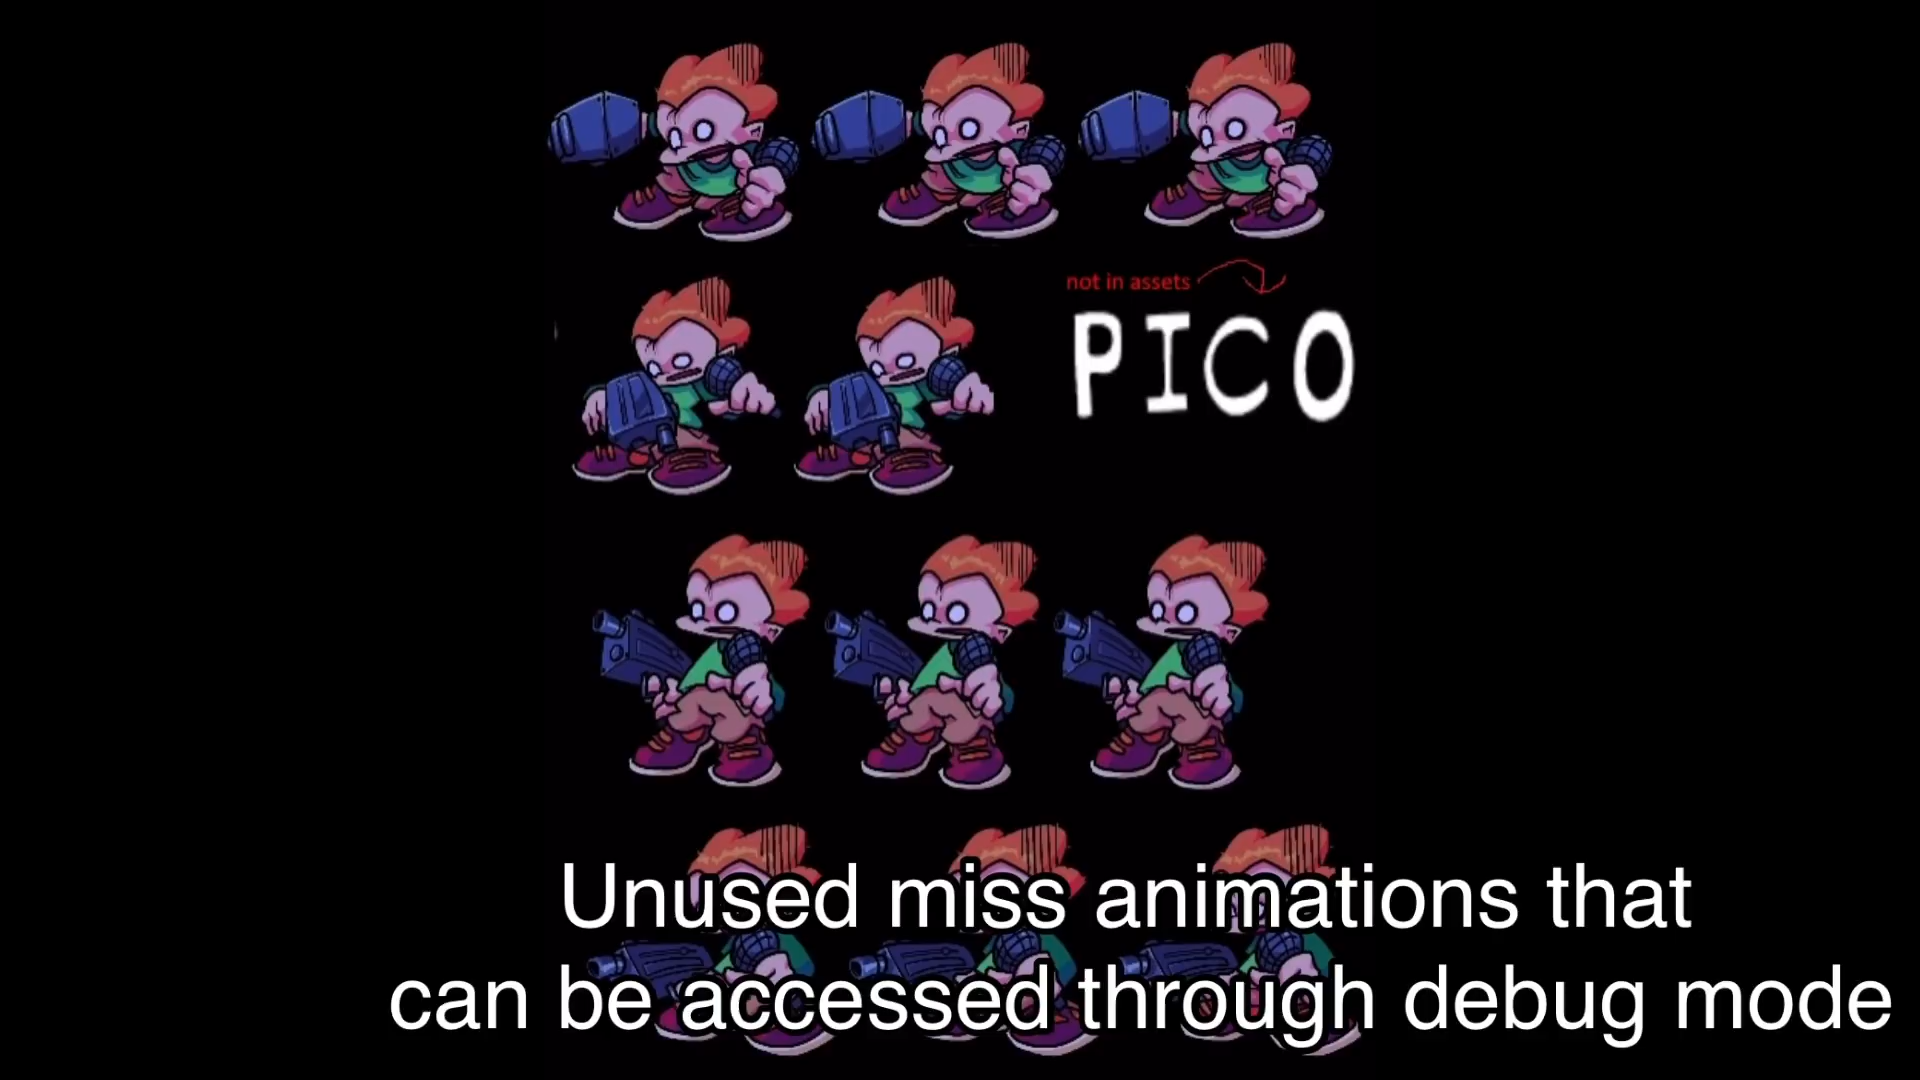 not in assets
PICO
Unused miss animations that
can be accessed through debug mode